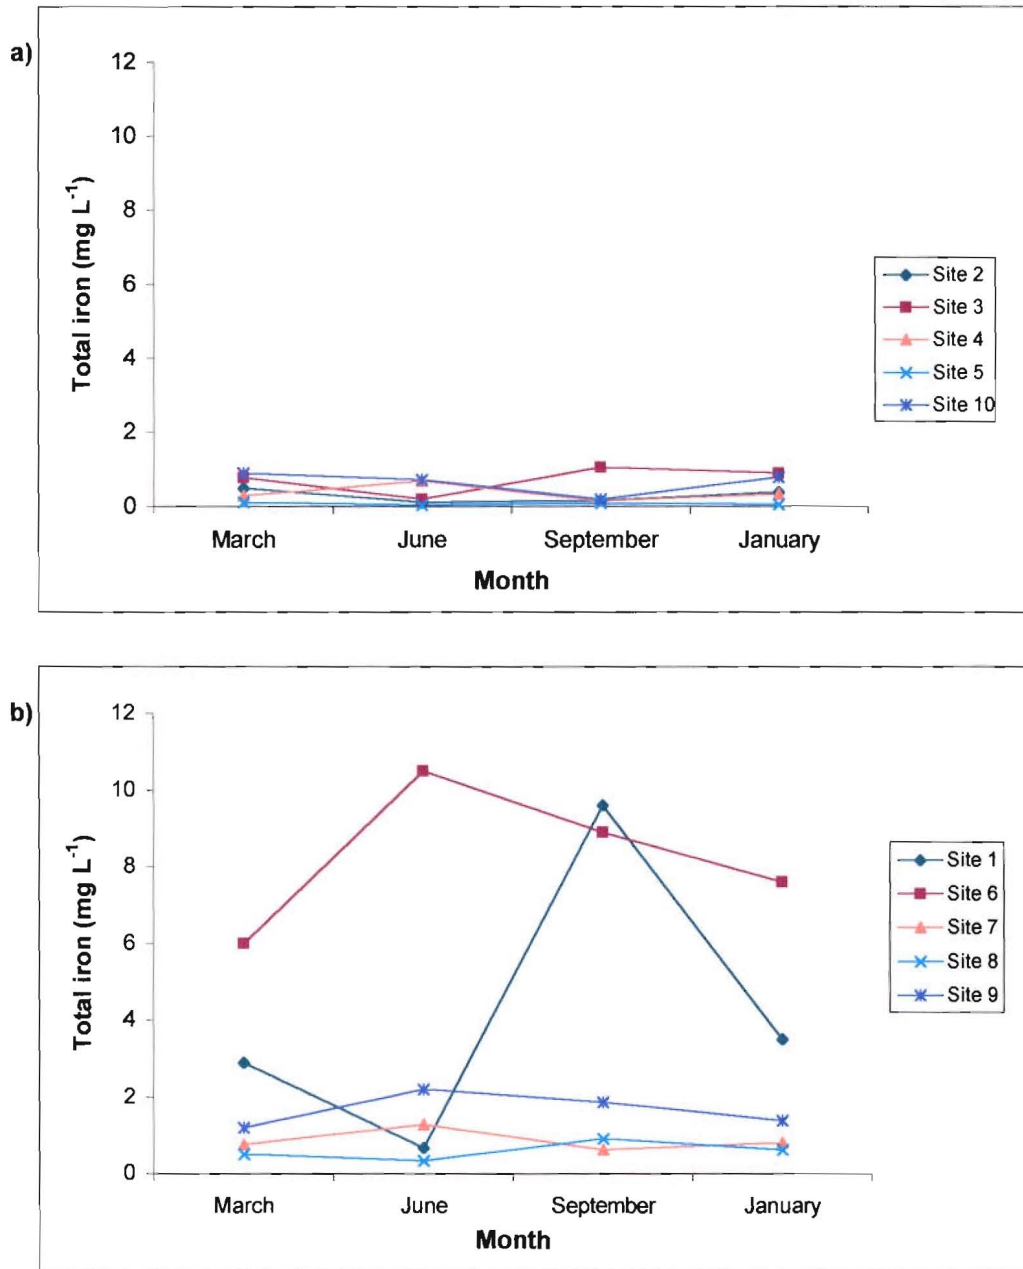 a)
12
10
8
6
4
2
0
Total iron (mg L-1)
March June September January
Month
Site 2
Site 3
Site 4
Site 5
Site 10
b)
12
10
8
6
4
2
0
Total iron (mg L-1)
March June September January
Month
Site 1
Site 6
Site 7
Site 8
Site 9